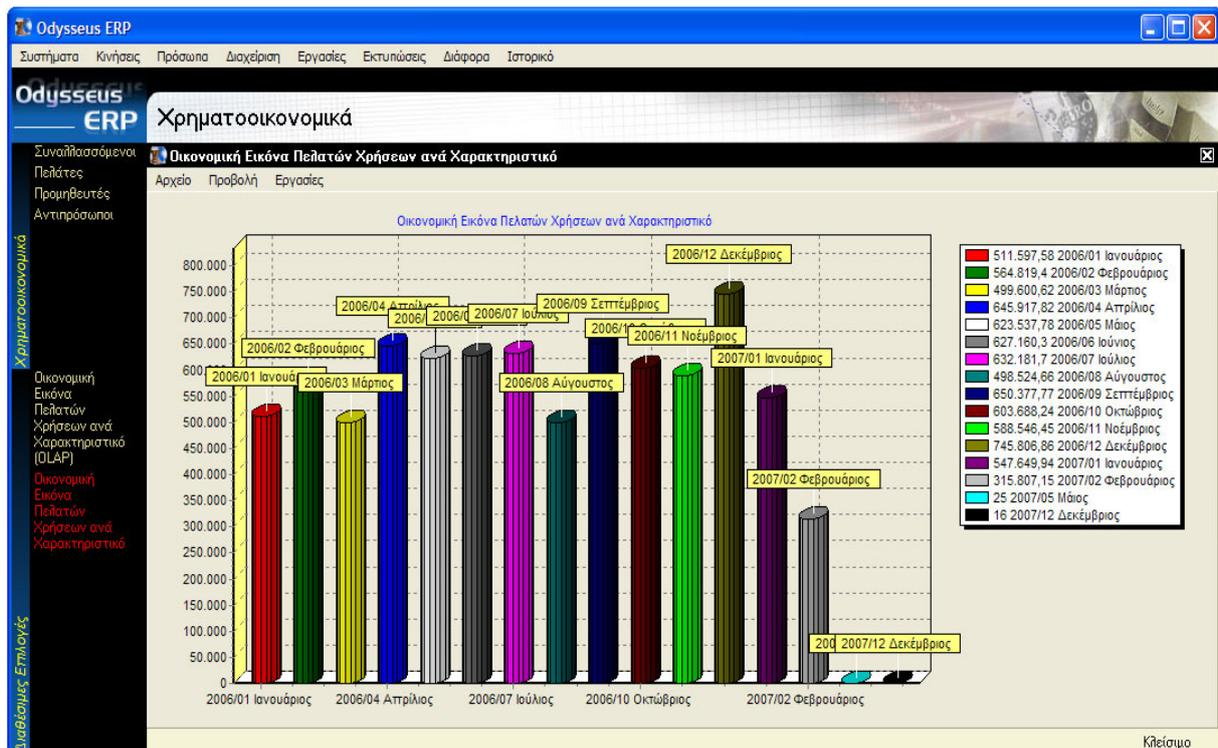 Odysseus ERP
Συστήματα Κινήσεις Πρόσωπα Διαχείριση Εργασίες Εκτυπώσεις Διάφορα Ιστορικό
Odysseus
ERP
Χρηματοοικονομικά
Χρηματοοικονομικά
Συναλλασσόμενοι
Πελάτες
Προμηθευτές
Αντιπρόσωποι
Διαθέσιμες Επιλογές
Οικονομική
Εικόνα
Πελατών
Χρήσεων ανά
Χαρακτηριστικό
(OLAP)
Οικονομική
Εικόνα
Πελατών
Χρήσεων ανά
Χαρακτηριστικό
Οικονομική Εικόνα Πελατών Χρήσεων ανά Χαρακτηριστικό
Αρχείο Προβολή Εργασίες
Οικονομική Εικόνα Πελατών Χρήσεων ανά Χαρακτηριστικό
800.000
750.000
700.000
650.000
600.000
550.000
500.000
450.000
400.000
350.000
300.000
250.000
200.000
150.000
100.000
50.000
0
2006/01
2006/02 Φεβρουάριος
2006/03 Μάρτιος
2006/04
2006/07 Ιούλιος
2006/08 Αύγουστος
2006/09 Σεπτέμβριος
2006/11 Νοέμβριος
2006/12 Δεκέμβριος
2007/01 Ιανουάριος
2007/02 Φεβρουάριος
2007/12 Δεκέμβριος
2006/01 Ιανουάριος
2006/04 Απρίλιος
2006/07 Ιούλιος
2006/10 Οκτώβριος
2007/02 Φεβρουάριος
511.597,58 2006/01 Ιανουάριος
564.819,4 2006/02 Φεβρουάριος
499.600,62 2006/03 Μάρτιος
645.917,82 2006/04 Απρίλιος
623.537,78 2006/05 Μάιος
627.160,3 2006/06 Ιούνιος
632.181,7 2006/07 Ιούλιος
498.524,66 2006/08 Αύγουστος
650.377,77 2006/09 Σεπτέμβριος
603.688,24 2006/10 Οκτώβριος
588.546,45 2006/11 Νοέμβριος
745.806,86 2006/12 Δεκέμβριος
547.649,94 2007/01 Ιανουάριος
315.807,15 2007/02 Φεβρουάριος
25 2007/05 Μάιος
16 2007/12 Δεκέμβριος
Κλείσιμο